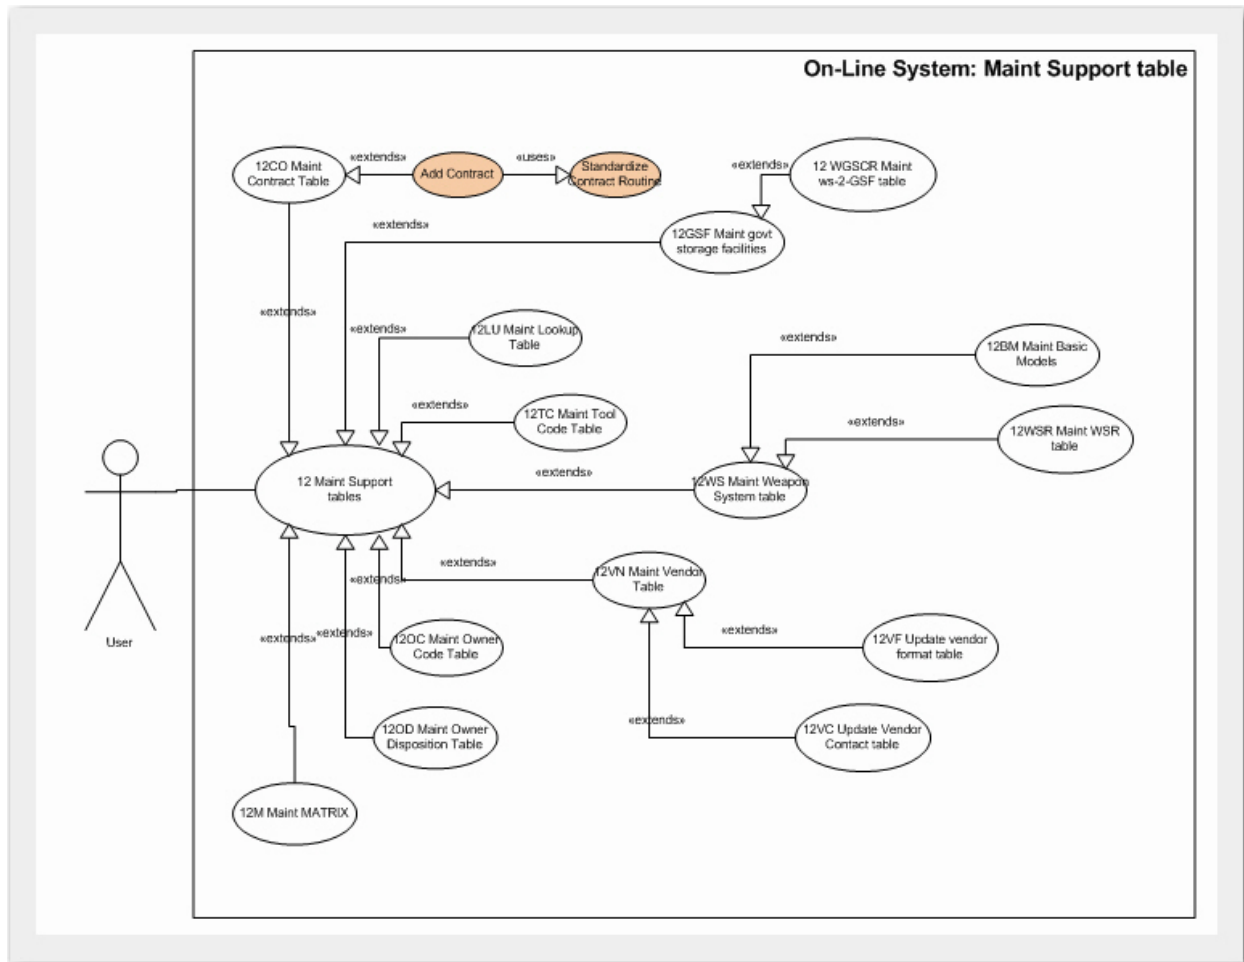 On-Line System: Maint Support table
12CO Maint
Contract Table
«extends»
Add Contract
«uses»
Standardize
Contract Routine
«extends»
12 WGSCR Maint
ws-2-GSF table
«extends»
12GSF Maint govt
storage facilities
«extends»
«extends»
12LU Maint Lookup
Table
«extends»
12BM Maint Basic
Models
«extends»
12TC Maint Tool
Code Table
«extends»
12WSR Maint WSR
table
12 Maint Support
tables
«extends»
12WS Maint Weapon
System table
«extends»
«extends»
12VN Maint Vendor
Table
User
«extends»
«extends»
12OC Maint Owner
Code Table
«extends»
12VF Update vendor
format table
12OD Maint Owner
Disposition Table
«extends»
12VC Update Vendor
Contact table
12M Maint MATRIX